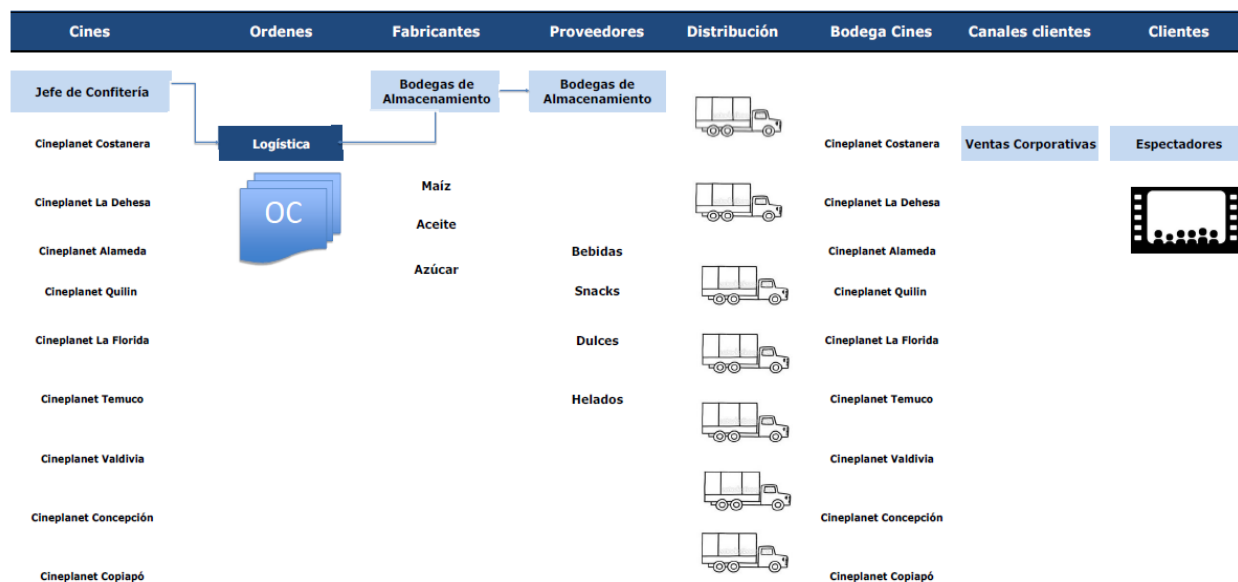 Cines Ordenes Fabricantes Proveedores Distribución Bodega Cines Canales clientes Clientes
Jefe de Confitería
Bodegas de
Almacenamiento
Bodegas de
Almacenamiento
Cineplanet Costanera
Logística
Cineplanet Costanera
Ventas Corporativas
Espectadores
Maíz
Cineplanet La Dehesa
OC
Cineplanet La Dehesa
Aceite
Cineplanet Alameda
Bebidas
Cineplanet Alameda
Azúcar
Cineplanet Quilin
Snacks
Cineplanet Quilin
Cineplanet La Florida
Dulces
Cineplanet La Florida
Cineplanet Temuco
Helados
Cineplanet Temuco
Cineplanet Valdivia
Cineplanet Valdivia
Cineplanet Concepción
Cineplanet Concepción
Cineplanet Copiapó
Cineplanet Copiapó